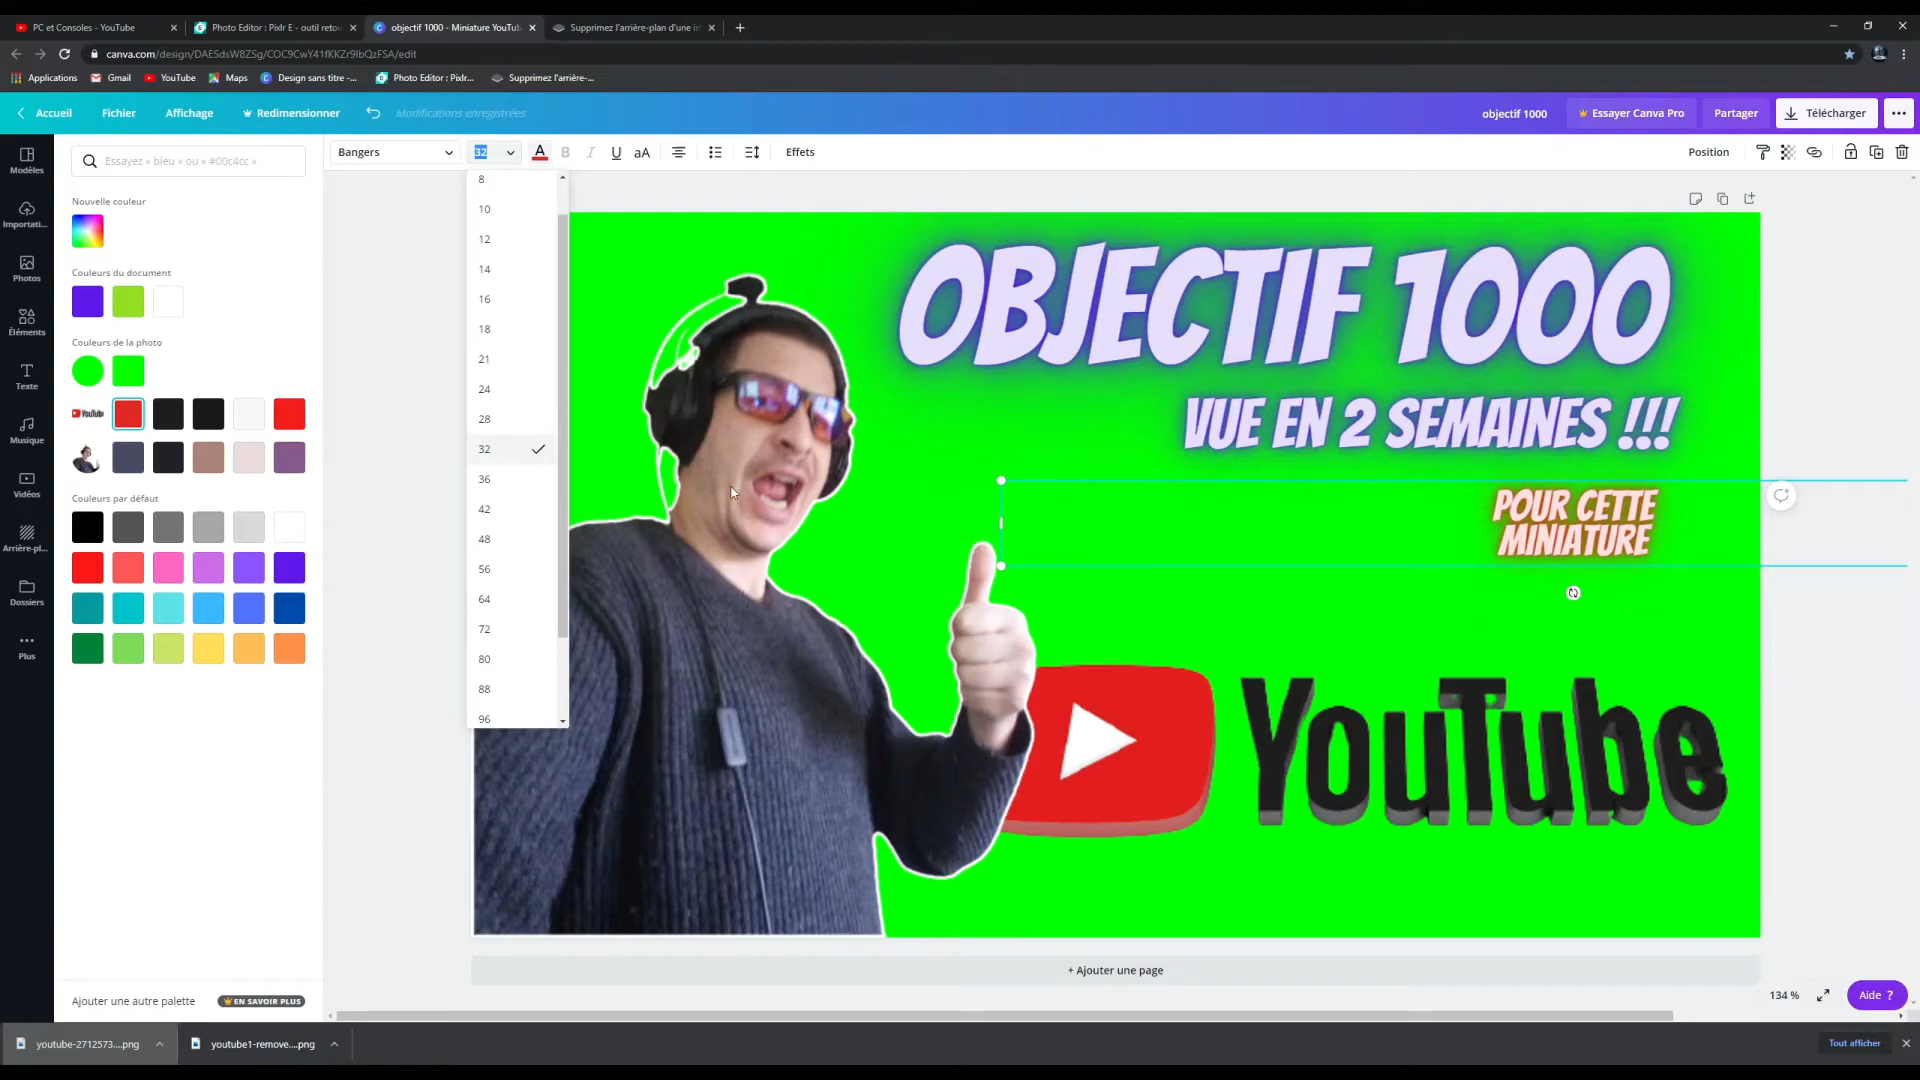 PC et Consoles - YouTube
Photo Editor : Pixlr E - outil retou
objectif 1000 - Miniature YouTub
Supprimez l'arrière-plan d'une im
canva.com/design/DAESdsW8ZSg/COC9CwY41fKKZr9IbQzFSA/edit
Applications
Gmail
YouTube
Maps
Design sans titre -...
Photo Editor : Pixlr...
Supprimez l'arrière-...
Accueil
Fichier
Affichage
Redimensionner
Modifications enregistrées
objectif 1000
Essayer Canva Pro
Partager
Télécharger
Modèles
Importati...
Photos
Éléments
Texte
Musique
Vidéos
Arrière-pl...
Dossiers
Plus
Essayez « bleu » ou « #00c4cc »
Nouvelle couleur
Couleurs du document
Couleurs de la photo
YouTube
Couleurs par défaut
Ajouter une autre palette
EN SAVOIR PLUS
Bangers
32
A
B
I
U
aA
Effets
Position
8
10
12
14
16
18
21
24
28
32
36
42
48
56
64
72
80
88
96
OBJECTIF 1000
VUE EN 2 SEMAINES !!!
POUR CETTE
MINIATURE
YouTube
+ Ajouter une page
134 %
Aide ?
youtube-2712573....png
youtube1-remove....png
Tout afficher